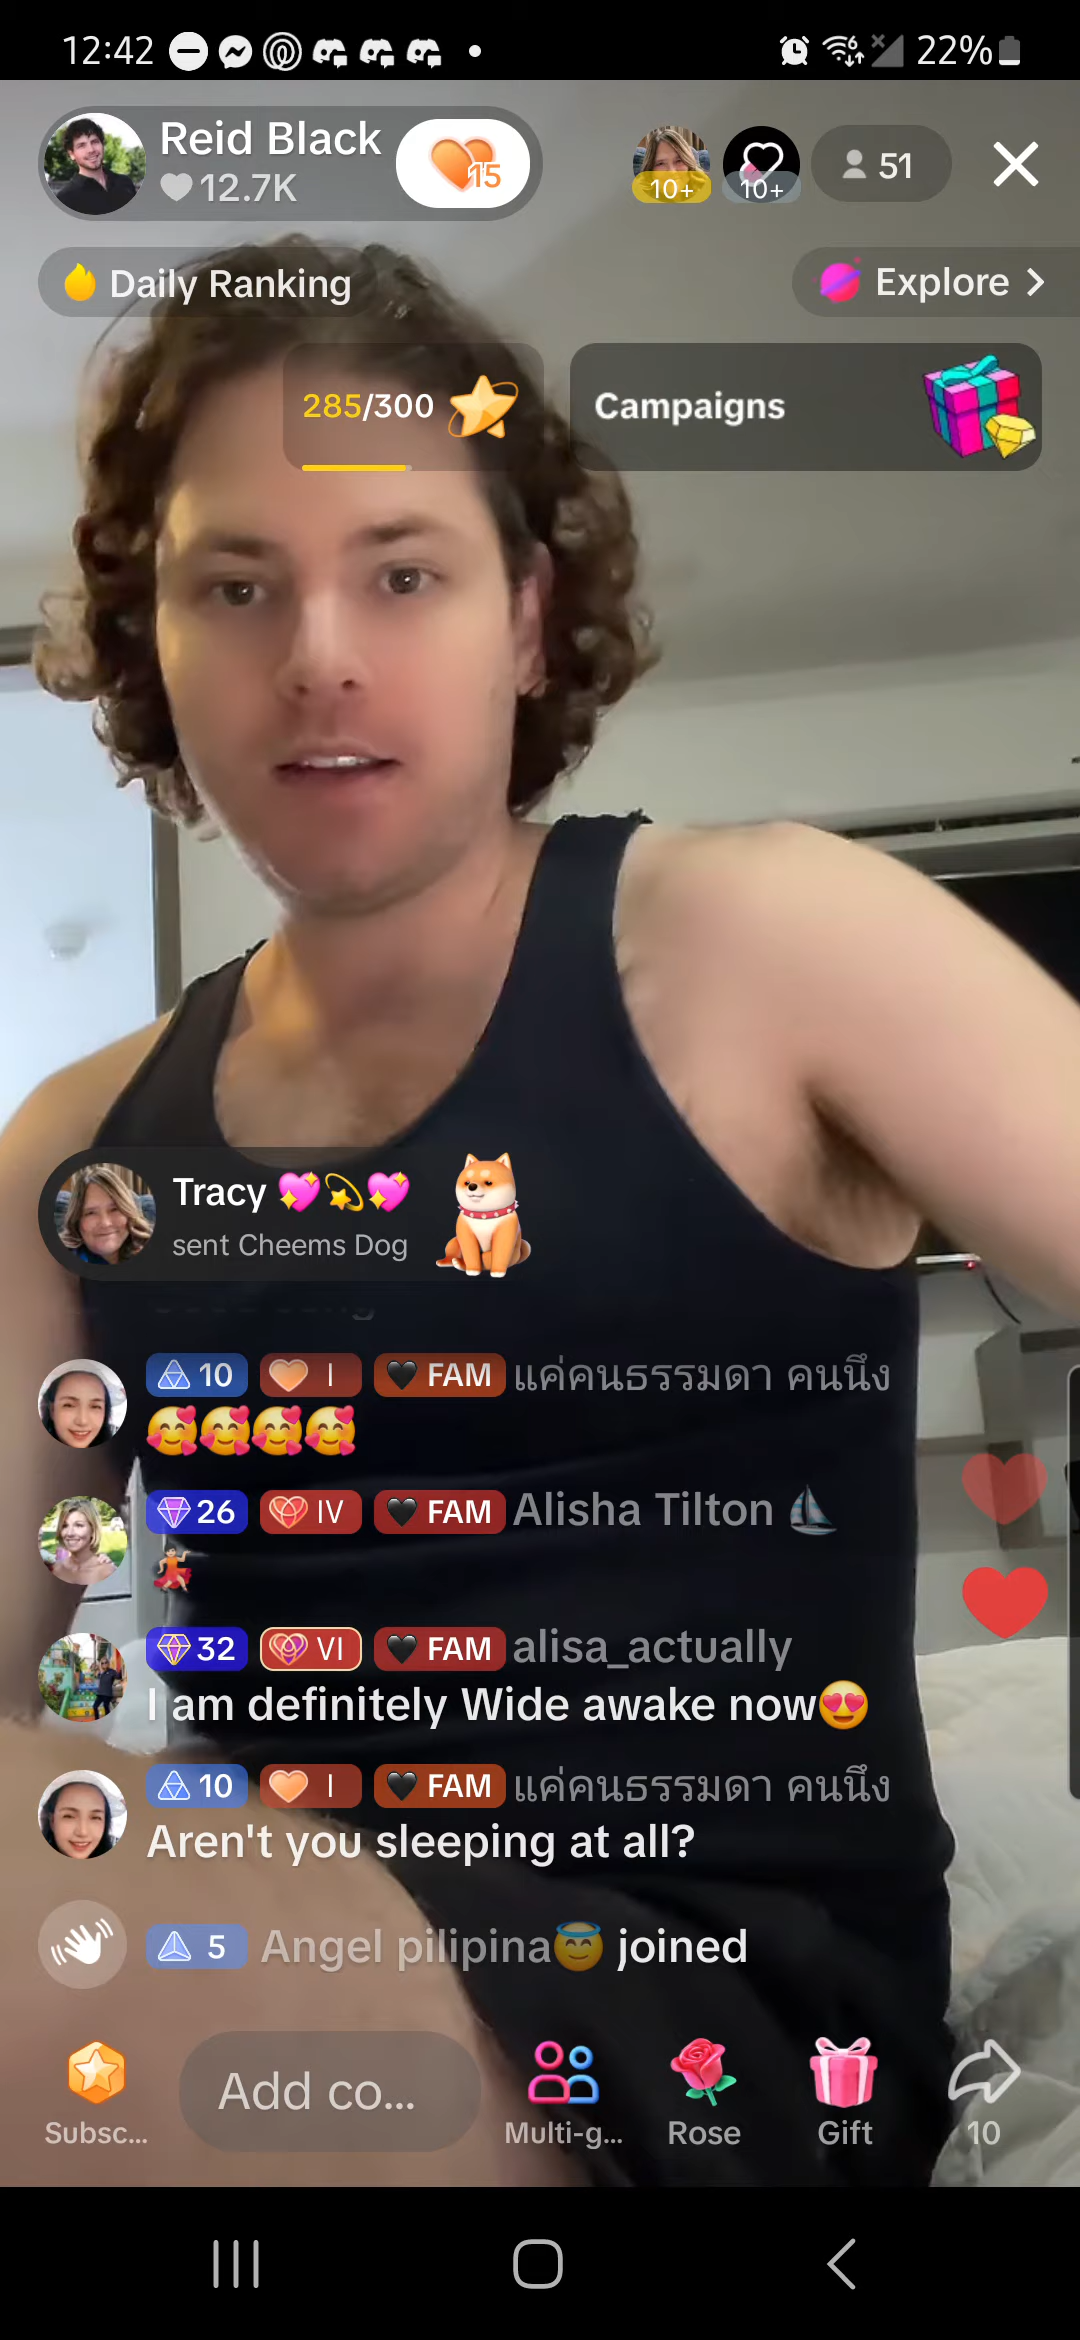 12:42
22%
Reid Black
12.7K
15
10+
10+
51
Daily Ranking
Explore
285/300
Campaigns
Tracy 💖💫💖
sent Cheems Dog
10 I 🖤 FAM แค่คนธรรมดา คนนึง
🥰🥰🥰🥰
26 IV 🖤 FAM Alisha Tilton ⛵
💃
32 VI 🖤 FAM alisa_actually
I am definitely Wide awake now😍
10 I 🖤 FAM แค่คนธรรมดา คนนึง
Aren't you sleeping at all?
5 Angel pilipina😇 joined
Add co...
Subsc...
Multi-g...
Rose
Gift
10